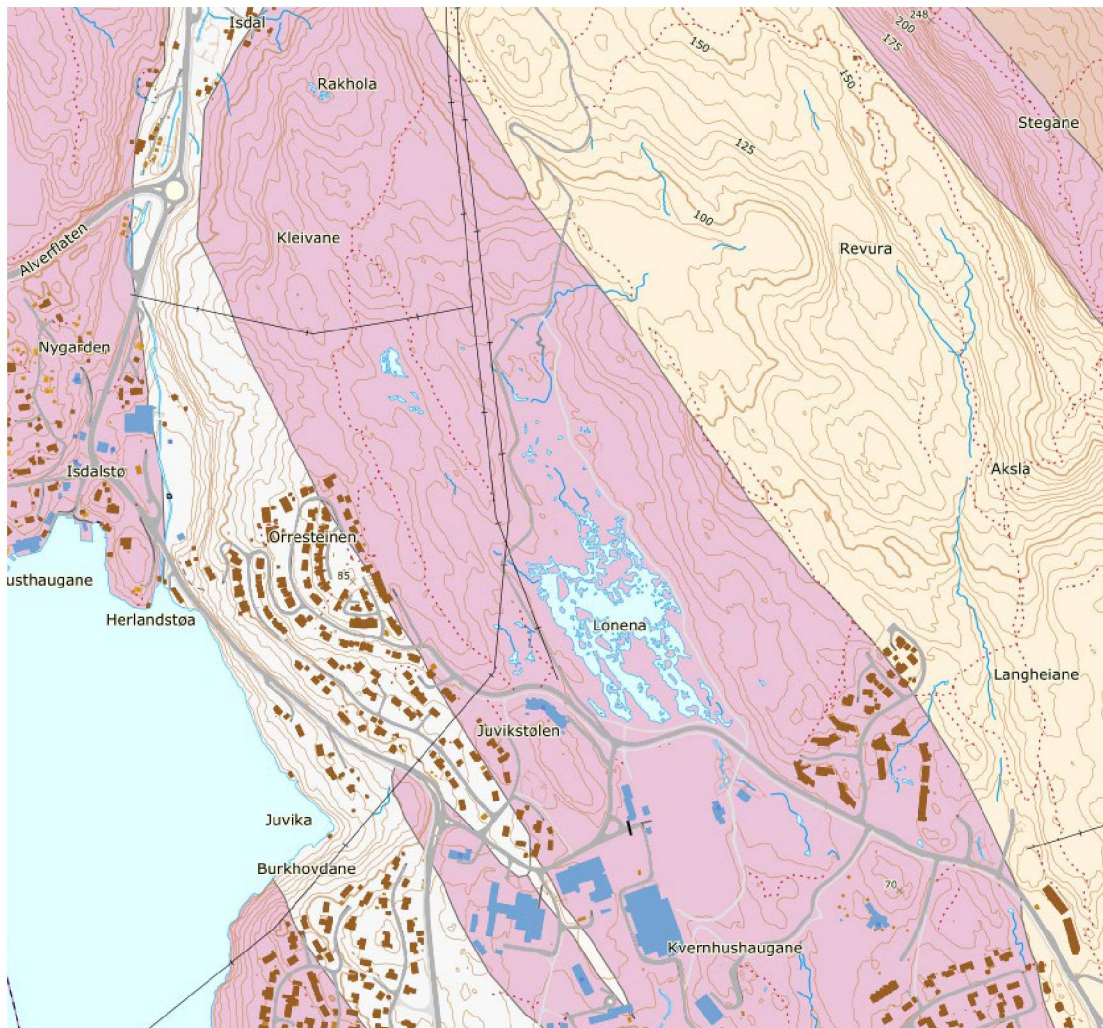 Isdal
248
200
175
150
Rakhola
150
Stegane
125
100
Kleivane
Alverflaten
Revura
Nygarden
Isdalstø
Aksla
Orresteinen
85
usthaugane
Herlandstøa
Lonena
Langheiane
Juvikstølen
Juvika
Burkhovdane
70
Kvernhushaugane